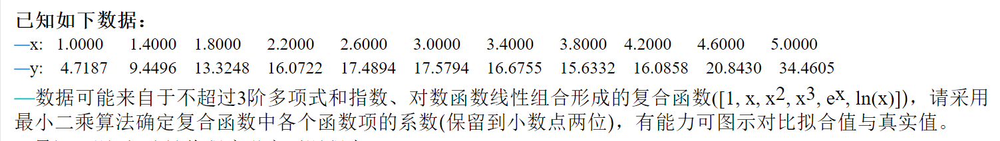 已知如下数据：
—x: 1.0000 1.4000 1.8000 2.2000 2.6000 3.0000 3.4000 3.8000 4.2000 4.6000 5.0000
—y: 4.7187 9.4496 13.3248 16.0722 17.4894 17.5794 16.6755 15.6332 16.0858 20.8430 34.4605
—数据可能来自于不超过3阶多项式和指数、对数函数线性组合形成的复合函数([1, x, x2, x3, ex, ln(x)])，请采用
最小二乘算法确定复合函数中各个函数项的系数(保留到小数点两位)，有能力可图示对比拟合值与真实值。